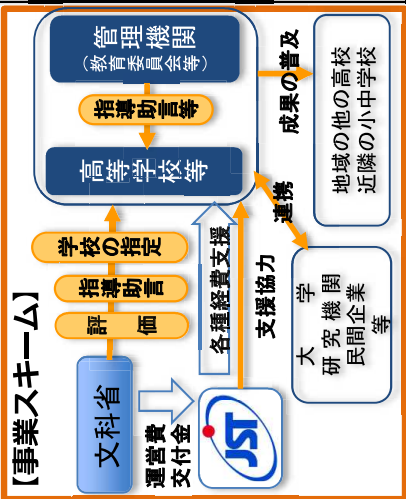 【事業スキーム】
文科省
評価
指導助言
学校の指定
運営費
交付金
JST
各種経費支援
支援協力
管理機関
（教育委員会等）
指導助言等
高等学校等
成果の普及
地域の他の高校
近隣の小中学校
連携
大学
研究機関
民間企業
等